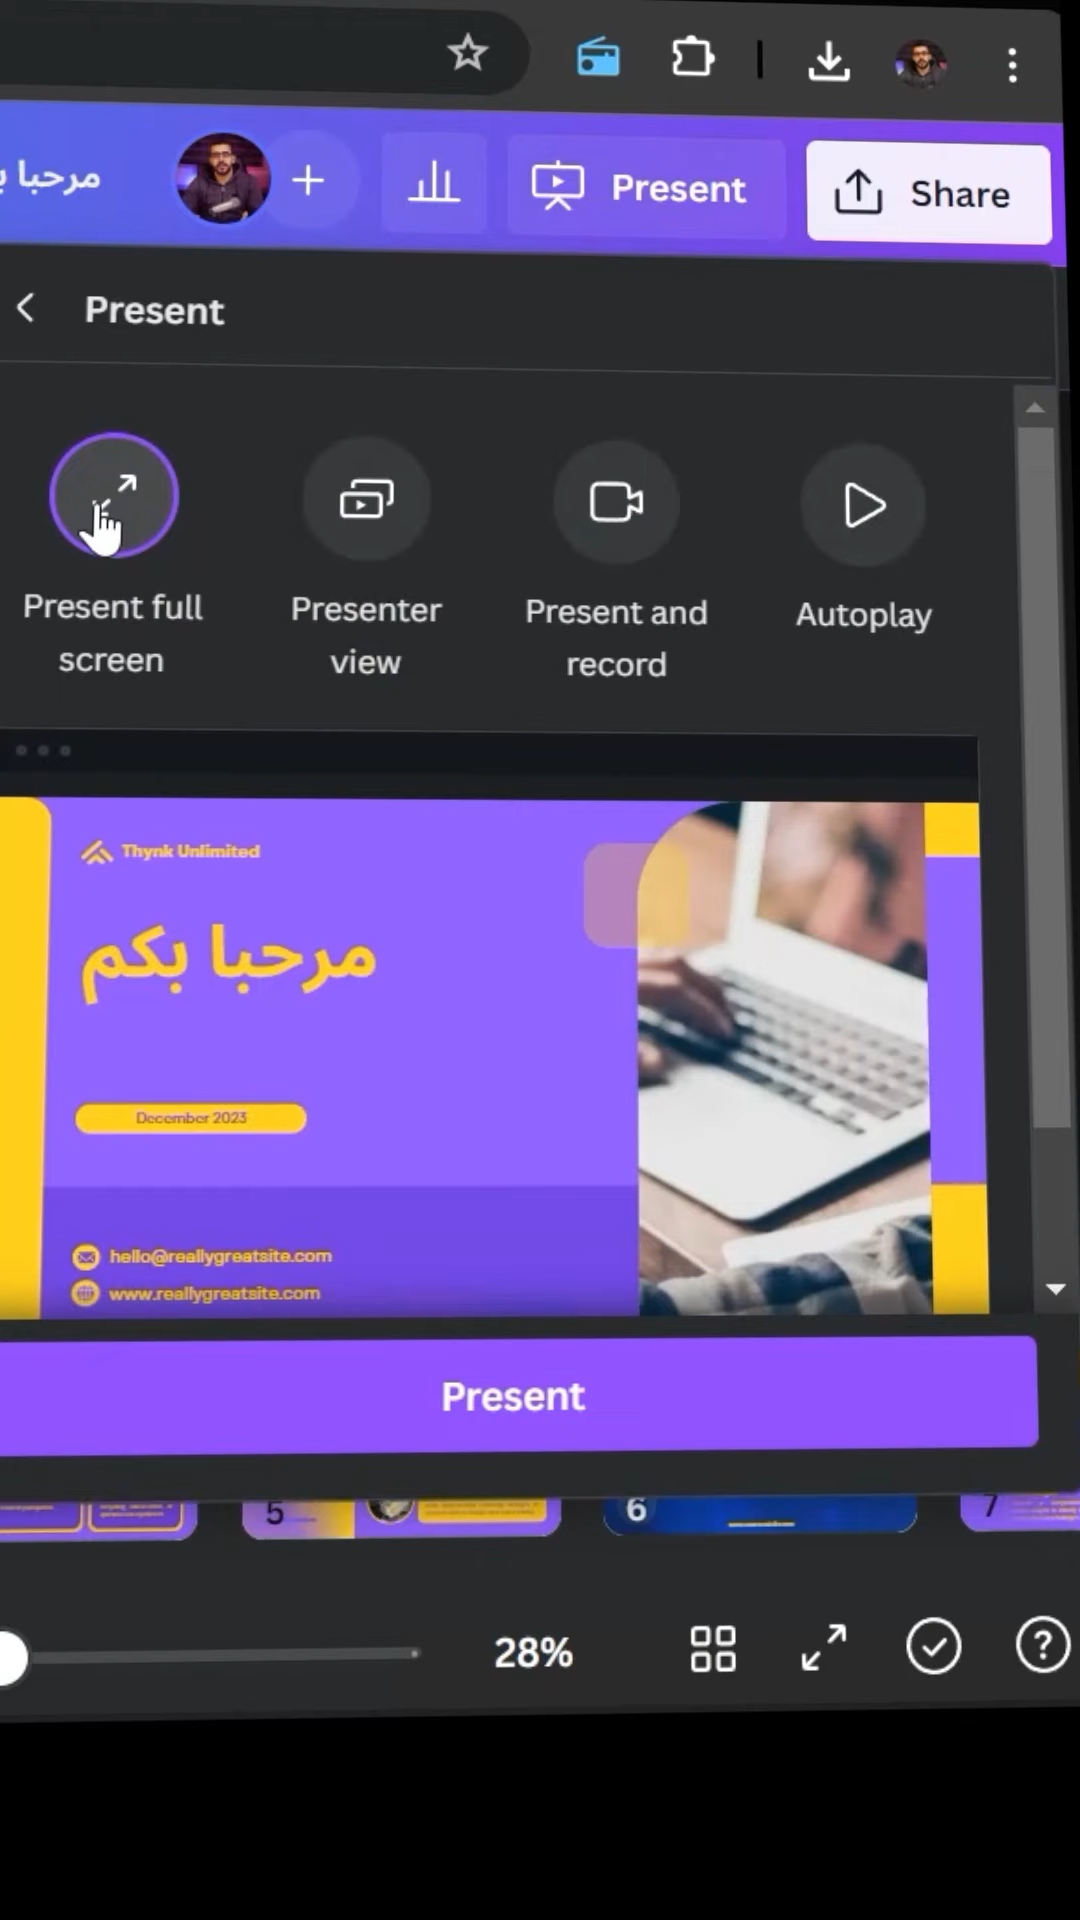 مرحبا ب
Present
Share
Present
Present full
screen
Presenter
view
Present and
record
Autoplay
Thynk Unlimited
مرحبا بكم
December 2023
hello@reallygreatsite.com
www.reallygreatsite.com
Present
5
6
7
28%